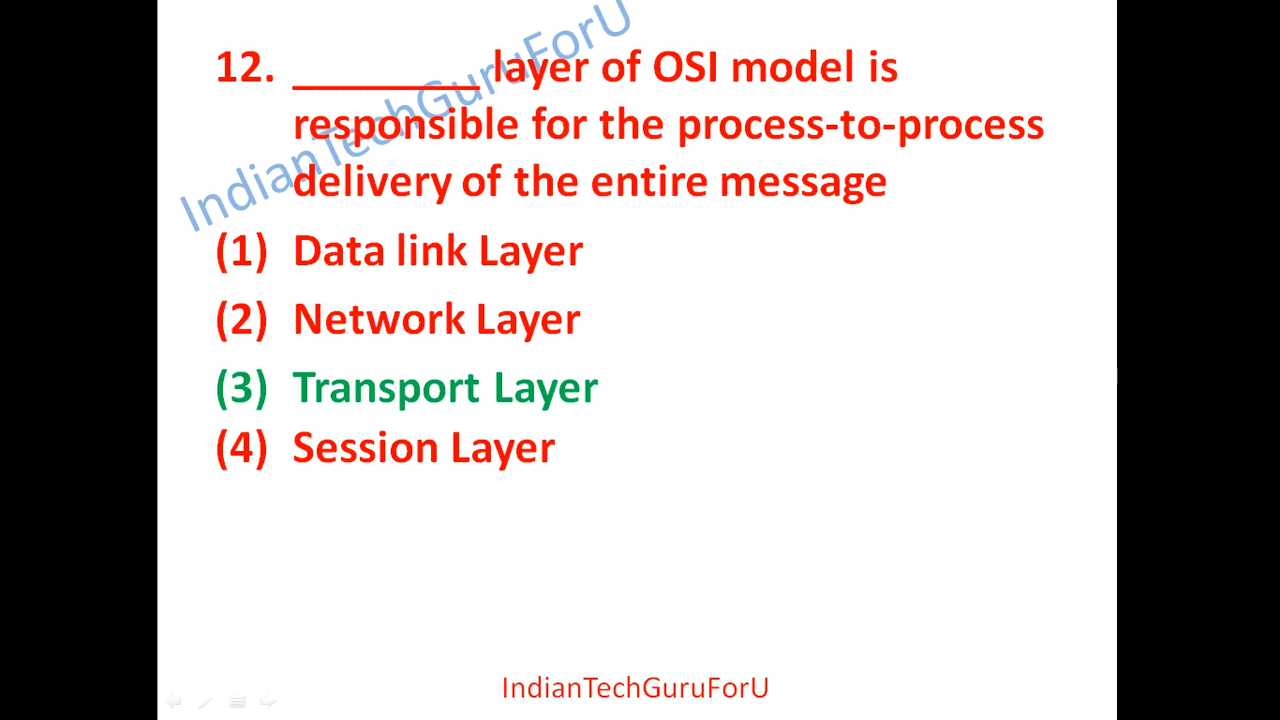 12. ________ layer of OSI model is
responsible for the process-to-process
delivery of the entire message
IndianTechGuruForU
(1) Data link Layer
(2) Network Layer
(3) Transport Layer
(4) Session Layer
IndianTechGuruForU